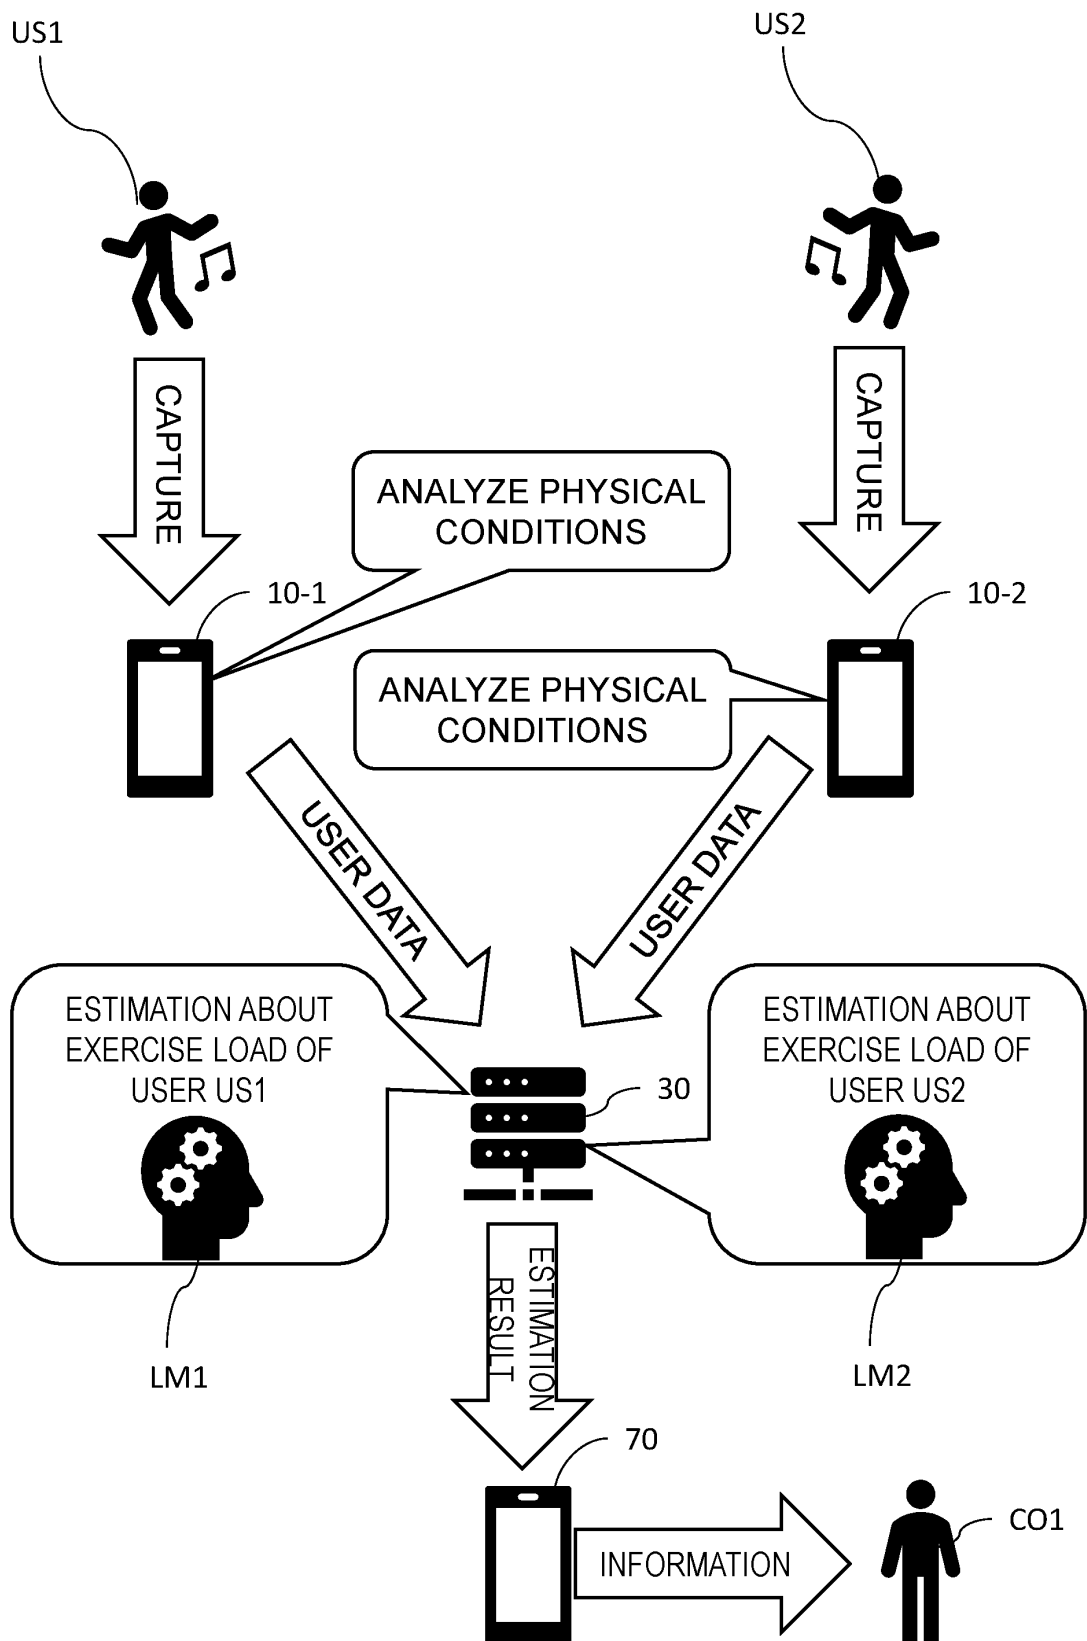 US1
US2
CAPTURE
CAPTURE
ANALYZE PHYSICAL
CONDITIONS
10-1
10-2
ANALYZE PHYSICAL
CONDITIONS
USER DATA
USER DATA
ESTIMATION ABOUT
EXERCISE LOAD OF
USER US1
ESTIMATION ABOUT
EXERCISE LOAD OF
USER US2
30
LM1
LM2
ESTIMATION
RESULT
70
INFORMATION
CO1